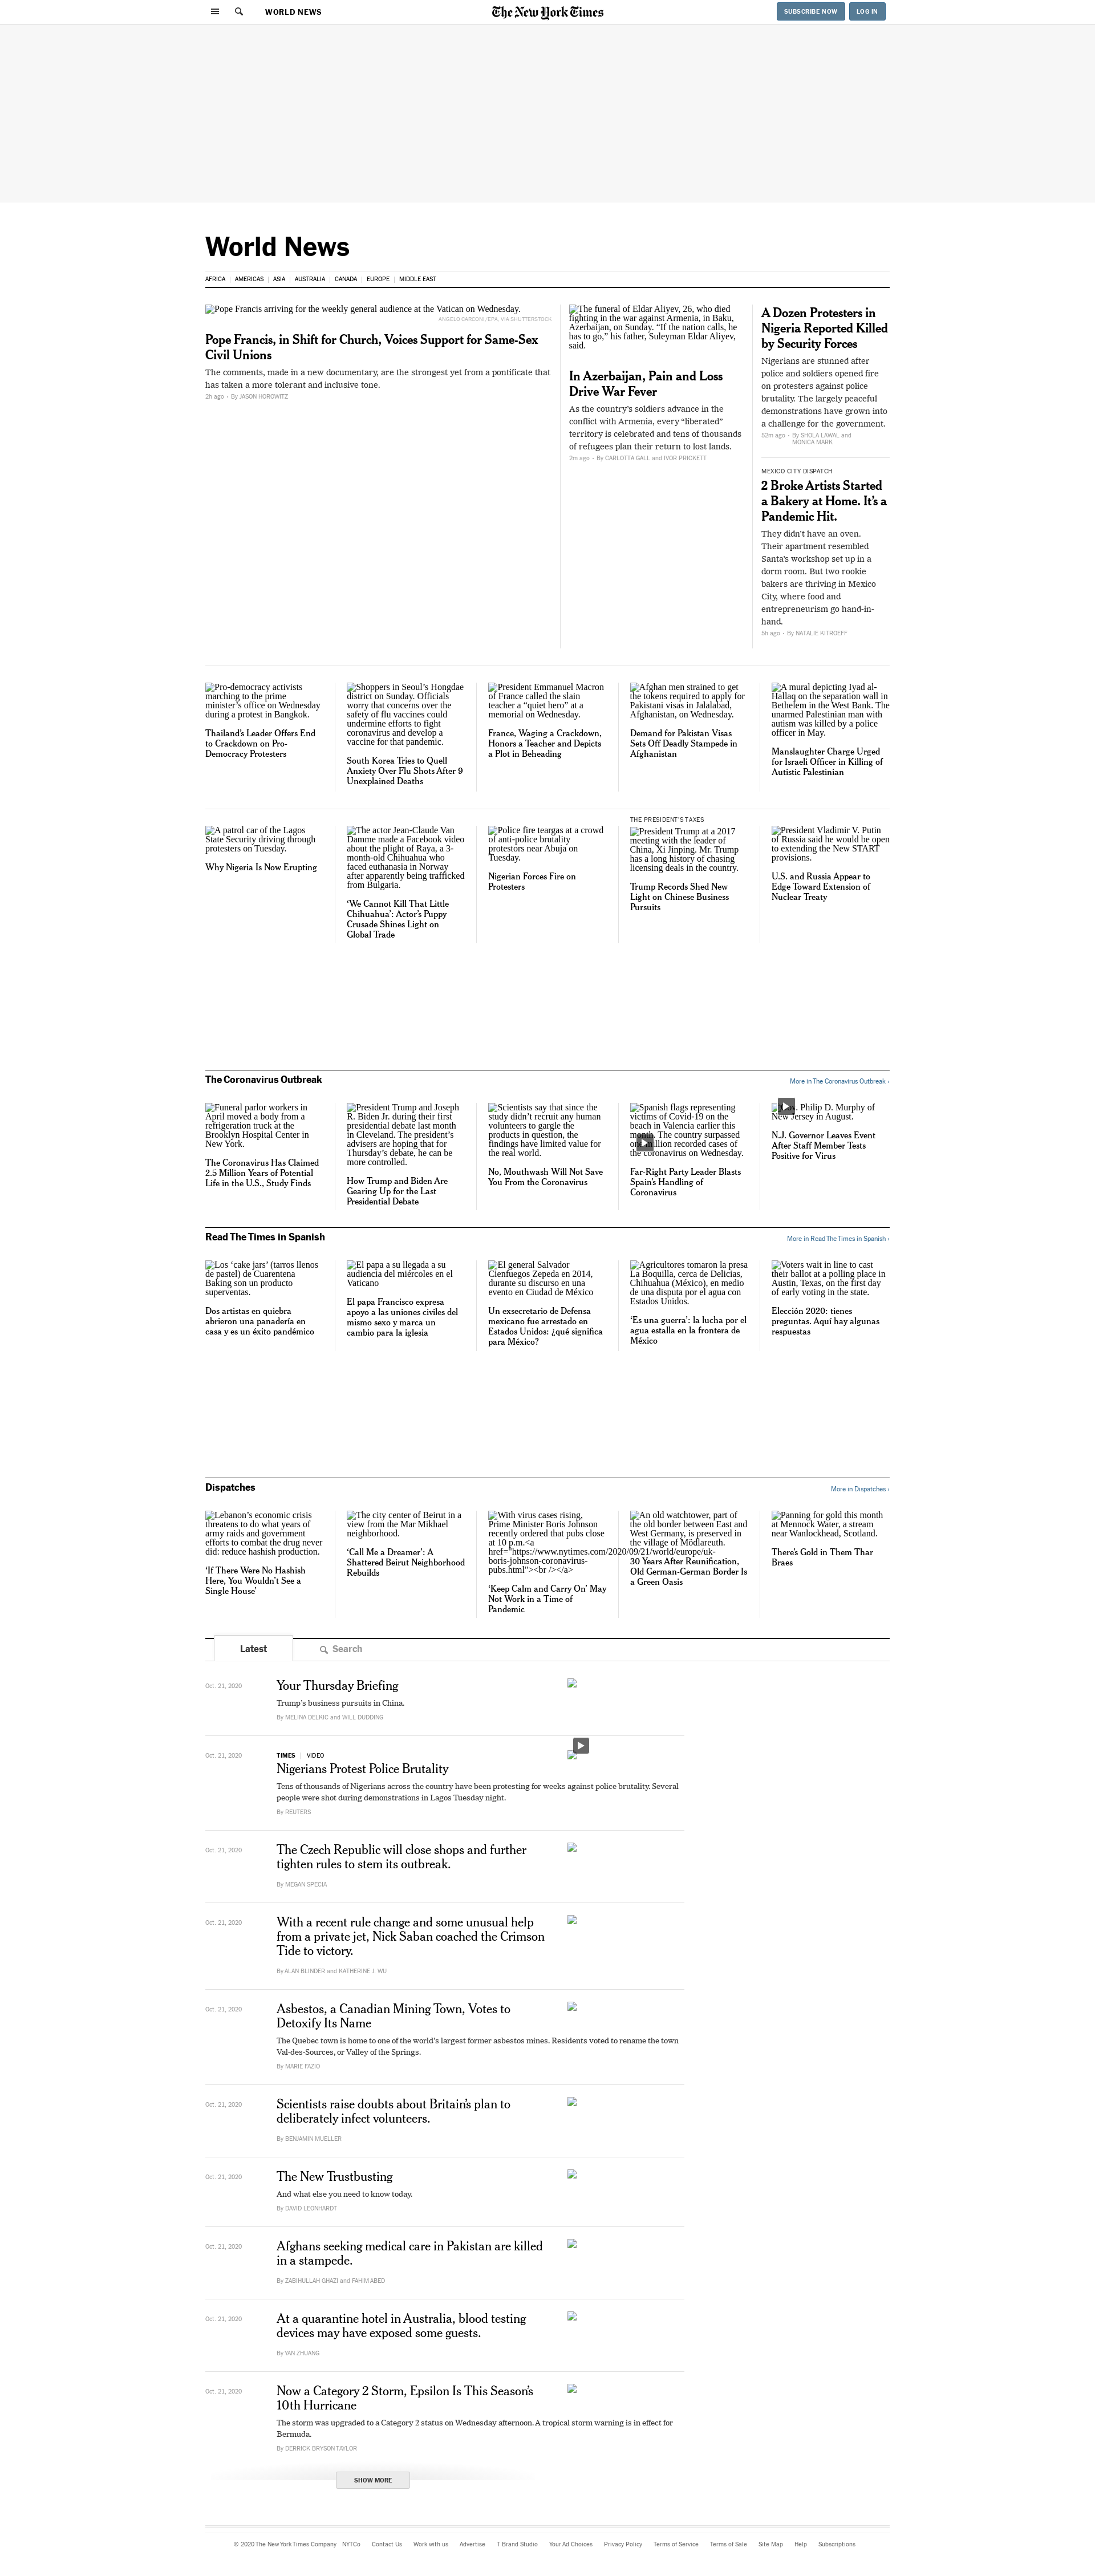 WORLD NEWS
The New York Times
SUBSCRIBE NOW
LOG IN
World News
AFRICA
AMERICAS
ASIA
AUSTRALIA
CANADA
EUROPE
MIDDLE EAST
Pope Francis arriving for the weekly general audience at the Vatican on Wednesday.
ANGELO CARCONI/EPA, VIA SHUTTERSTOCK
Pope Francis, in Shift for Church, Voices Support for Same-Sex
Civil Unions
The comments, made in a new documentary, are the strongest yet from a pontificate that
has taken a more tolerant and inclusive tone.
2h ago • By JASON HOROWITZ
The funeral of Eldar Aliyev, 26, who died
fighting in the war against Armenia, in Baku,
Azerbaijan, on Sunday. “If the nation calls, he
has to go,” his father, Suleyman Eldar Aliyev,
said.
In Azerbaijan, Pain and Loss
Drive War Fever
As the country’s soldiers advance in the
conflict with Armenia, every “liberated”
territory is celebrated and tens of thousands
of refugees plan their return to lost lands.
2m ago • By CARLOTTA GALL and IVOR PRICKETT
A Dozen Protesters in
Nigeria Reported Killed
by Security Forces
Nigerians are stunned after
police and soldiers opened fire
on protesters against police
brutality. The largely peaceful
demonstrations have grown into
a challenge for the government.
52m ago • By SHOLA LAWAL and
MONICA MARK
MEXICO CITY DISPATCH
2 Broke Artists Started
a Bakery at Home. It’s a
Pandemic Hit.
They didn’t have an oven.
Their apartment resembled
Santa’s workshop set up in a
dorm room. But two rookie
bakers are thriving in Mexico
City, where food and
entrepreneurism go hand-in-
hand.
5h ago • By NATALIE KITROEFF
Pro-democracy activists
marching to the prime
minister’s office on Wednesday
during a protest in Bangkok.
Thailand’s Leader Offers End
to Crackdown on Pro-
Democracy Protesters
Shoppers in Seoul’s Hongdae
district on Sunday. Officials
worry that concerns over the
safety of flu vaccines could
undermine efforts to fight
coronavirus and develop a
vaccine for that pandemic.
South Korea Tries to Quell
Anxiety Over Flu Shots After 9
Unexplained Deaths
President Emmanuel Macron
of France called the slain
teacher a “quiet hero” at a
memorial on Wednesday.
France, Waging a Crackdown,
Honors a Teacher and Depicts
a Plot in Beheading
Afghan men strained to get
the tokens required to apply for
Pakistani visas in Jalalabad,
Afghanistan, on Wednesday.
Demand for Pakistan Visas
Sets Off Deadly Stampede in
Afghanistan
A mural depicting Iyad al-
Hallaq on the separation wall in
Bethelem in the West Bank. The
unarmed Palestinian man with
autism was killed by a police
officer in May.
Manslaughter Charge Urged
for Israeli Officer in Killing of
Autistic Palestinian
A patrol car of the Lagos
State Security driving through
protesters on Tuesday.
Why Nigeria Is Now Erupting
The actor Jean-Claude Van
Damme made a Facebook video
about the plight of Raya, a 3-
month-old Chihuahua who
faced euthanasia in Norway
after apparently being trafficked
from Bulgaria.
‘We Cannot Kill That Little
Chihuahua’: Actor’s Puppy
Crusade Shines Light on
Global Trade
Police fire teargas at a crowd
of anti-police brutality
protestors near Abuja on
Tuesday.
Nigerian Forces Fire on
Protesters
THE PRESIDENT’S TAXES
President Trump at a 2017
meeting with the leader of
China, Xi Jinping. Mr. Trump
has a long history of chasing
licensing deals in the country.
Trump Records Shed New
Light on Chinese Business
Pursuits
President Vladimir V. Putin
of Russia said he would be open
to extending the New START
provisions.
U.S. and Russia Appear to
Edge Toward Extension of
Nuclear Treaty
The Coronavirus Outbreak
More in The Coronavirus Outbreak ›
Funeral parlor workers in
April moved a body from a
refrigeration truck at the
Brooklyn Hospital Center in
New York.
The Coronavirus Has Claimed
2.5 Million Years of Potential
Life in the U.S., Study Finds
President Trump and Joseph
R. Biden Jr. during their first
presidential debate last month
in Cleveland. The president’s
advisers are hoping that for
Thursday’s debate, he can be
more controlled.
How Trump and Biden Are
Gearing Up for the Last
Presidential Debate
Scientists say that since the
study didn’t recruit any human
volunteers to gargle the
products in question, the
findings have limited value for
the real world.
No, Mouthwash Will Not Save
You From the Coronavirus
Spanish flags representing
victims of Covid-19 on the
beach in Valencia earlier this
The country surpassed
million recorded cases of
the coronavirus on Wednesday.
Far-Right Party Leader Blasts
Spain’s Handling of
Coronavirus
Philip D. Murphy of
New Jersey in August.
N.J. Governor Leaves Event
After Staff Member Tests
Positive for Virus
Read The Times in Spanish
More in Read The Times in Spanish ›
Los ‘cake jars’ (tarros llenos
de pastel) de Cuarentena
Baking son un producto
superventas.
Dos artistas en quiebra
abrieron una panadería en
casa y es un éxito pandémico
El papa a su llegada a su
audiencia del miércoles en el
Vaticano
El papa Francisco expresa
apoyo a las uniones civiles del
mismo sexo y marca un
cambio para la iglesia
El general Salvador
Cienfuegos Zepeda en 2014,
durante su discurso en un
evento en Ciudad de México
Un exsecretario de Defensa
mexicano fue arrestado en
Estados Unidos: ¿qué significa
para México?
Agricultores tomaron la presa
La Boquilla, cerca de Delicias,
Chihuahua (México), en medio
de una disputa por el agua con
Estados Unidos.
‘Es una guerra’: la lucha por el
agua estalla en la frontera de
México
Voters wait in line to cast
their ballot at a polling place in
Austin, Texas, on the first day
of early voting in the state.
Elección 2020: tienes
preguntas. Aquí hay algunas
respuestas
Dispatches
More in Dispatches ›
Lebanon’s economic crisis
threatens to do what years of
army raids and government
efforts to combat the drug never
did: reduce hashish production.
‘If There Were No Hashish
Here, You Wouldn’t See a
Single House’
The city center of Beirut in a
view from the Mar Mikhael
neighborhood.
‘Call Me a Dreamer’: A
Shattered Beirut Neighborhood
Rebuilds
With virus cases rising,
Prime Minister Boris Johnson
recently ordered that pubs close
at 10 p.m.<a
href="https://www.nytimes.com/2020/09/21/world/europe/uk-
boris-johnson-coronavirus-
pubs.html"><br /></a>
‘Keep Calm and Carry On’ May
Not Work in a Time of
Pandemic
An old watchtower, part of
the old border between East and
West Germany, is preserved in
the village of Mödlareuth.
30 Years After Reunification,
Old German-German Border Is
a Green Oasis
Panning for gold this month
at Mennock Water, a stream
near Wanlockhead, Scotland.
There’s Gold in Them Thar
Braes
Latest
Search
Oct. 21, 2020
Your Thursday Briefing
Trump’s business pursuits in China.
By MELINA DELKIC and WILL DUDDING
Oct. 21, 2020
TIMES | VIDEO
Nigerians Protest Police Brutality
Tens of thousands of Nigerians across the country have been protesting for weeks against police brutality. Several
people were shot during demonstrations in Lagos Tuesday night.
By REUTERS
Oct. 21, 2020
The Czech Republic will close shops and further
tighten rules to stem its outbreak.
By MEGAN SPECIA
Oct. 21, 2020
With a recent rule change and some unusual help
from a private jet, Nick Saban coached the Crimson
Tide to victory.
By ALAN BLINDER and KATHERINE J. WU
Oct. 21, 2020
Asbestos, a Canadian Mining Town, Votes to
Detoxify Its Name
The Quebec town is home to one of the world’s largest former asbestos mines. Residents voted to rename the town
Val-des-Sources, or Valley of the Springs.
By MARIE FAZIO
Oct. 21, 2020
Scientists raise doubts about Britain’s plan to
deliberately infect volunteers.
By BENJAMIN MUELLER
Oct. 21, 2020
The New Trustbusting
And what else you need to know today.
By DAVID LEONHARDT
Oct. 21, 2020
Afghans seeking medical care in Pakistan are killed
in a stampede.
By ZABIHULLAH GHAZI and FAHIM ABED
Oct. 21, 2020
At a quarantine hotel in Australia, blood testing
devices may have exposed some guests.
By YAN ZHUANG
Oct. 21, 2020
Now a Category 2 Storm, Epsilon Is This Season’s
10th Hurricane
The storm was upgraded to a Category 2 status on Wednesday afternoon. A tropical storm warning is in effect for
Bermuda.
By DERRICK BRYSON TAYLOR
SHOW MORE
© 2020 The New York Times Company
NYTCo
Contact Us
Work with us
Advertise
T Brand Studio
Your Ad Choices
Privacy Policy
Terms of Service
Terms of Sale
Site Map
Help
Subscriptions